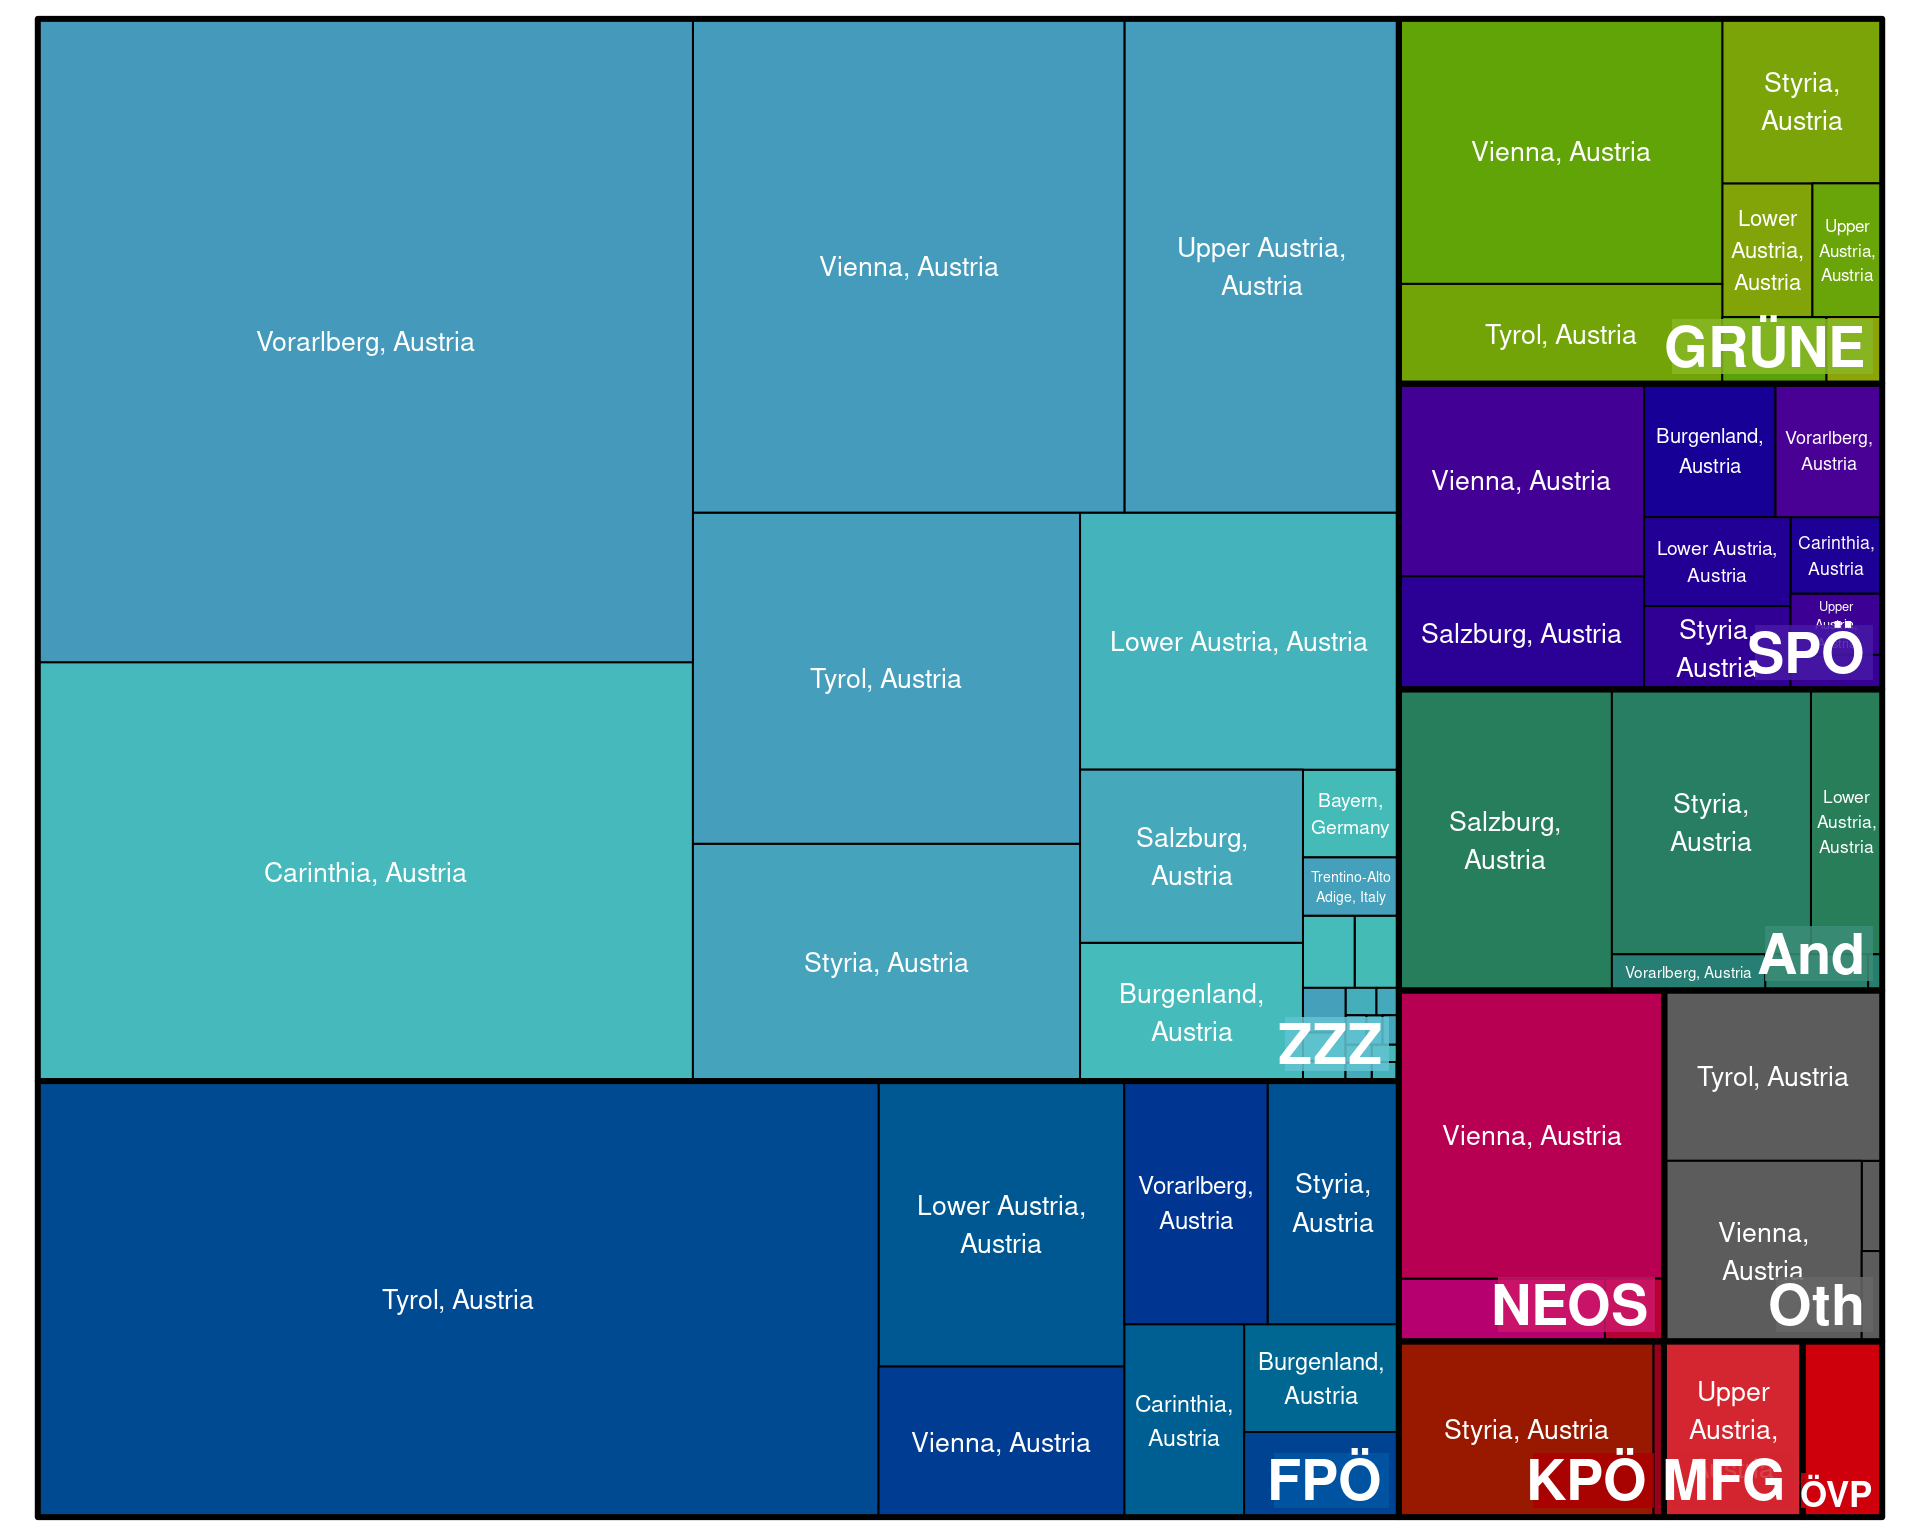 Vorarlberg, Austria
Vienna, Austria
Upper Austria,
Austria
Carinthia, Austria
Tyrol, Austria
Lower Austria, Austria
Styria, Austria
Salzburg,
Austria
Bayern,
Germany
Trentino-Alto
Adige, Italy
Burgenland,
Austria
ZZZ
Tyrol, Austria
Lower Austria,
Austria
Vienna, Austria
Vorarlberg,
Austria
Styria,
Austria
Carinthia,
Austria
Burgenland,
Austria
FPÖ
Vienna, Austria
Styria,
Austria
Lower
Austria,
Austria
Upper
Austria,
Austria
Tyrol, Austria
GRÜNE
Vienna, Austria
Burgenland,
Austria
Vorarlberg,
Austria
Lower Austria,
Austria
Carinthia,
Austria
Salzburg, Austria
Styria,
Austria
Upper
SPÖ
Salzburg,
Austria
Styria,
Austria
Lower
Austria,
Austria
Vorarlberg, Austria
And
Vienna, Austria
NEOS
Tyrol, Austria
Vienna,
Austria
Oth
Styria, Austria
KPÖ
Upper
Austria,
MFG
ÖVP